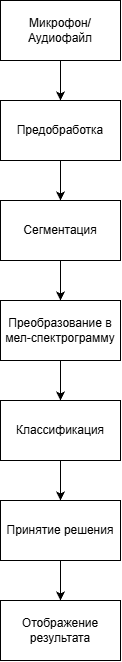 Микрофон/
Аудиофайл
Предобработка
Сегментация
Преобразование в
мел-спектрограмму
Классификация
Принятие решения
Отображение
результата